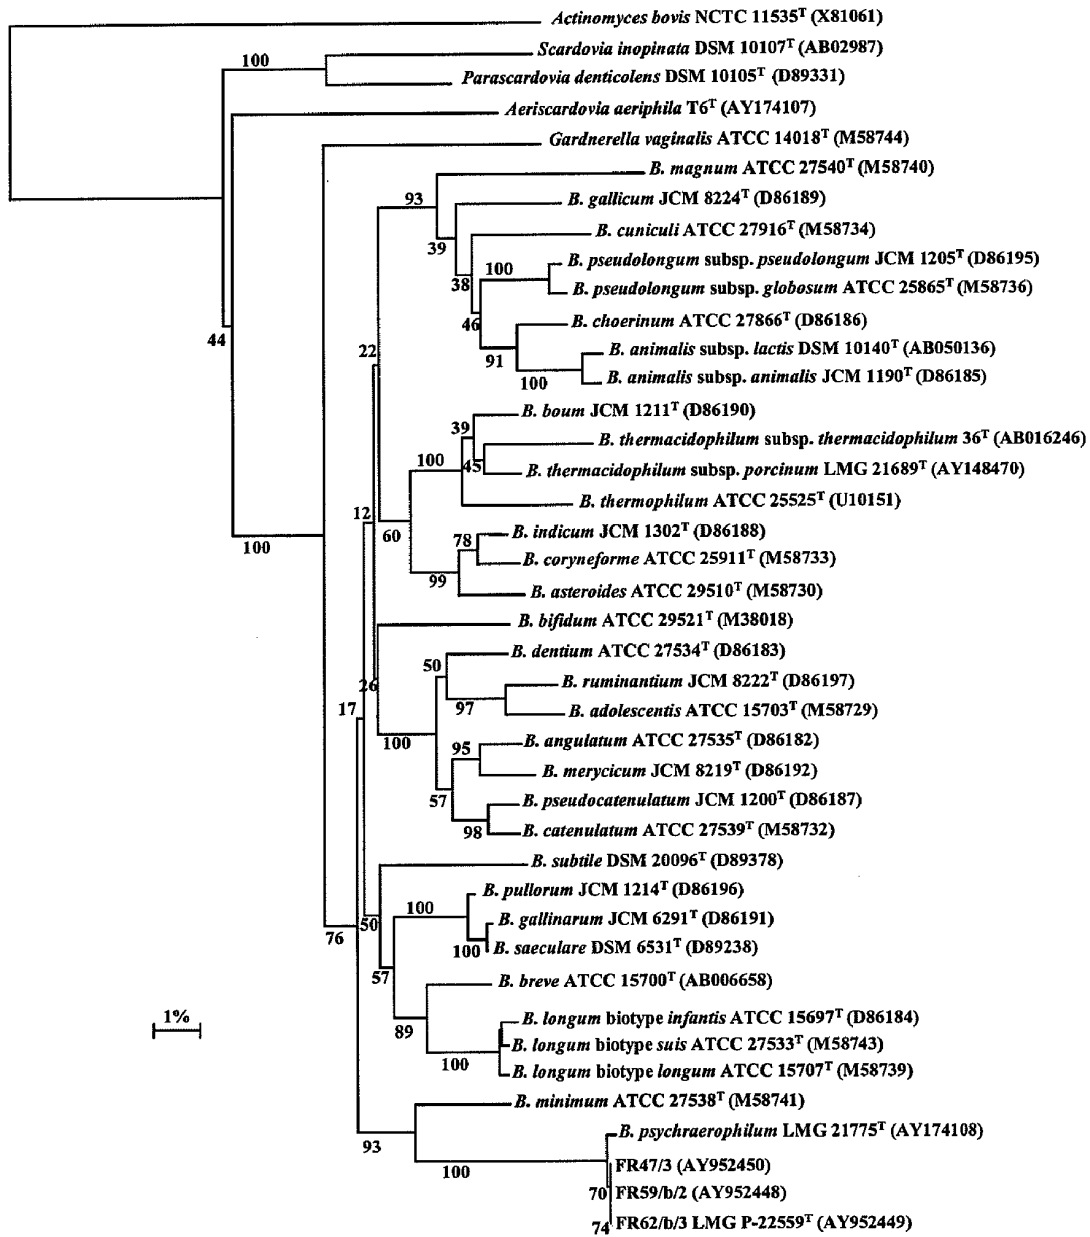 Actinomyces bovis NCTC 11535T (X81061)
Scardovia inopinata DSM 10107T (AB02987)
100
Parascardovia denticolens DSM 10105T (D89331)
Aeriscardovia aeriphila T6T (AY174107)
Gardnerella vaginalis ATCC 14018T (M58744)
B. magnum ATCC 27540T (M58740)
93
B. gallicum JCM 8224T (D86189)
B. cuniculi ATCC 27916T (M58734)
39
B. pseudolongum subsp. pseudolongum JCM 1205T (D86195)
100
38
B. pseudolongum subsp. globosum ATCC 25865T (M58736)
46
B. choerinum ATCC 27866T (D86186)
44
22
B. animalis subsp. lactis DSM 10140T (AB050136)
91
B. animalis subsp. animalis JCM 1190T (D86185)
100
B. boum JCM 1211T (D86190)
39
B. thermacidophilum subsp. thermacidophilum 36T (AB016246)
100
45
B. thermacidophilum subsp. porcinum LMG 21689T (AY148470)
B. thermophilum ATCC 25525T (U10151)
12
B. indicum JCM 1302T (D86188)
60
78
100
B. coryneforme ATCC 25911T (M58733)
99
B. asteroides ATCC 29510T (M58730)
B. bifidum ATCC 29521T (M38018)
B. dentium ATCC 27534T (D86183)
50
B. ruminantium JCM 8222T (D86197)
26
97
B. adolescentis ATCC 15703T (M58729)
17
100
B. angulatum ATCC 27535T (D86182)
95
B. merycicum JCM 8219T (D86192)
57
B. pseudocatenulatum JCM 1200T (D86187)
98
B. catenulatum ATCC 27539T (M58732)
B. subtile DSM 20096T (D89378)
B. pullorum JCM 1214T (D86196)
100
B. gallinarum JCM 6291T (D86191)
50
76
100
B. saeculare DSM 6531T (D89238)
57
B. breve ATCC 15700T (AB006658)
1%
B. longum biotype infantis ATCC 15697T (D86184)
89
B. longum biotype suis ATCC 27533T (M58743)
100
B. longum biotype longum ATCC 15707T (M58739)
B. minimum ATCC 27538T (M58741)
B. psychraerophilum LMG 21775T (AY174108)
93
FR47/3 (AY952450)
100
70
FR59/b/2 (AY952448)
74
FR62/b/3 LMG P-22559T (AY952449)